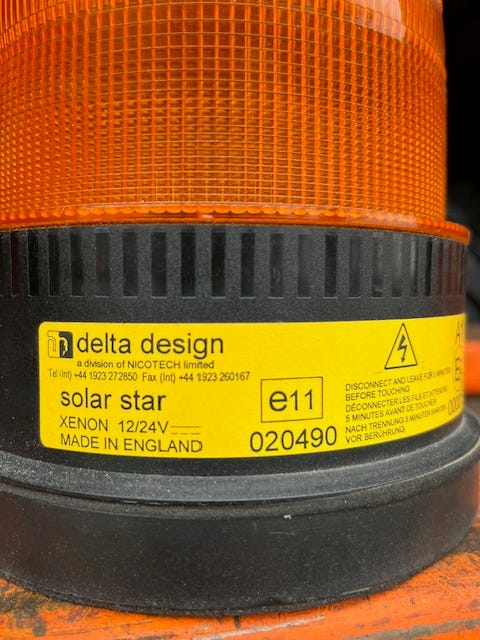 delta design
a division of NICOTECH limited
Tel (Int) +44 1923 272850 Fax (Int) +44 1923 260167
solar star
XENON 12/24V
MADE IN ENGLAND
e11
020490
DISCONNECT AND LEAVE FOR 5 MINUTES
BEFORE TOUCHING
DÉCONNECTER LES FILS ET ATTENDRE
5 MINUTES AVANT DE TOUCHER
NACH TRENNUNG 5 MINUTEN WARTEN
VOR BERÜHRUNG.